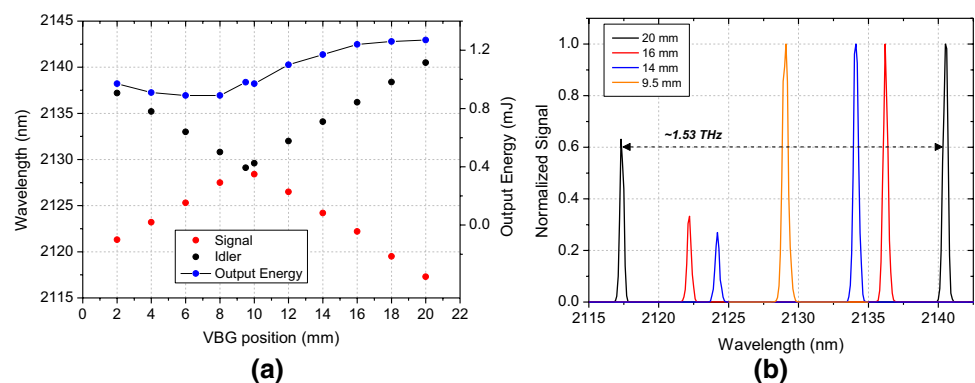 2145
2140
2135
2130
2125
2120
2115
Wavelength (nm)
1.2
0.8
0.4
0.0
Output Energy (mJ)
Signal
Idler
Output Energy
0 2 4 6 8 10 12 14 16 18 20 22
VBG position (mm)
(a)
20 mm
16 mm
14 mm
9.5 mm
~1.53 THz
1.0
0.8
0.6
0.4
0.2
0.0
Normalized Signal
2115 2120 2125 2130 2135 2140
Wavelength (nm)
(b)